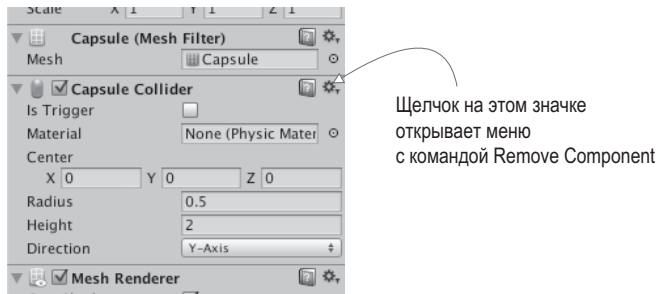 Scale X 1 Y 1 Z 1
Capsule (Mesh Filter)
Mesh Capsule
Capsule Collider
Is Trigger
Material None (Physic Mater
Center
X 0 Y 0 Z 0
Radius 0.5
Height 2
Direction Y-Axis
Mesh Renderer
Щелчок на этом значке
открывает меню
с командой Remove Component